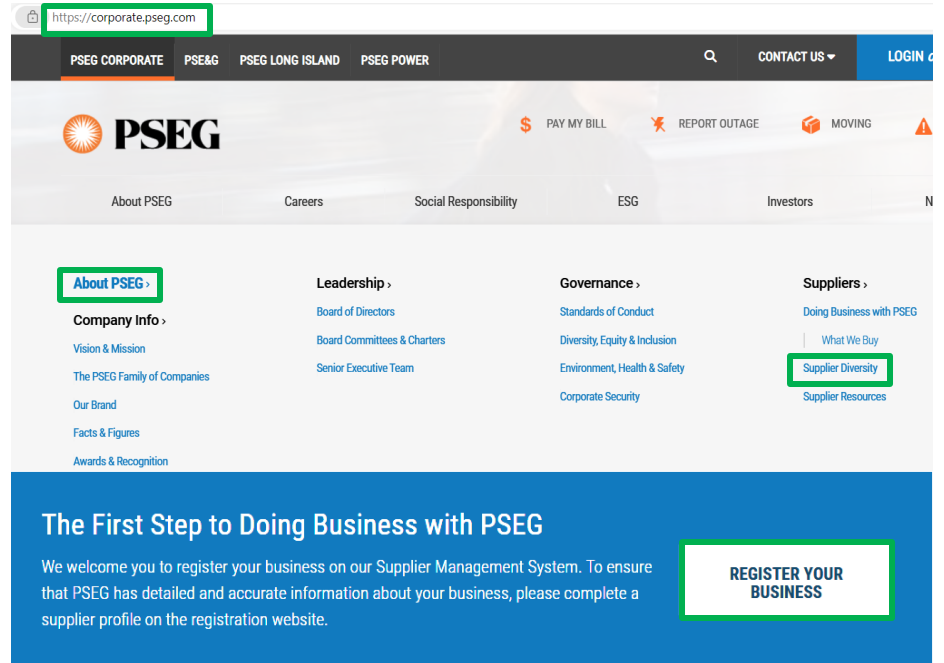 https://corporate.pseg.com
PSEG CORPORATE PSE&G PSEG LONG ISLAND PSEG POWER CONTACT US LOGIN
PSEG
PAY MY BILL REPORT OUTAGE MOVING
About PSEG Careers Social Responsibility ESG Investors N
About PSEG › Leadership › Governance › Suppliers ›
Company Info › Board of Directors Standards of Conduct Doing Business with PSEG
Vision & Mission Board Committees & Charters Diversity, Equity & Inclusion What We Buy
The PSEG Family of Companies Senior Executive Team Environment, Health & Safety Supplier Diversity
Our Brand Corporate Security Supplier Resources
Facts & Figures
Awards & Recognition
The First Step to Doing Business with PSEG
We welcome you to register your business on our Supplier Management System. To ensure
that PSEG has detailed and accurate information about your business, please complete a
supplier profile on the registration website.
REGISTER YOUR
BUSINESS